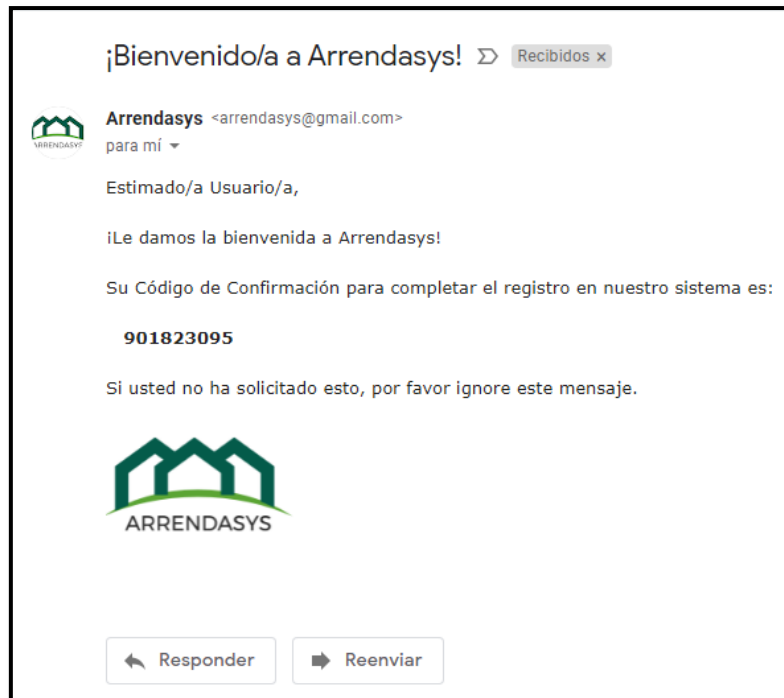 ¡Bienvenido/a a Arrendasys! Recibidos x
Arrendasys <arrendasys@gmail.com>
ARRENDASYS
para mí
Estimado/a Usuario/a,
¡Le damos la bienvenida a Arrendasys!
Su Código de Confirmación para completar el registro en nuestro sistema es:
901823095
Si usted no ha solicitado esto, por favor ignore este mensaje.
ARRENDASYS
Responder Reenviar